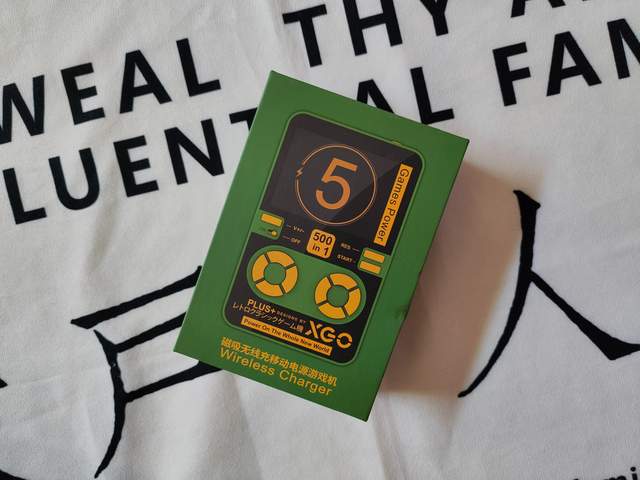 WEAL THY A
LUENT AL FAM
5
Games Power
V+/-
OFF
500
in 1
RES
START
PLUS+ DESIGNS BY
レトロクラシックゲーム機 XGO
Power On The Whole New World
磁吸无线充移动电源游戏机
Wireless Charger